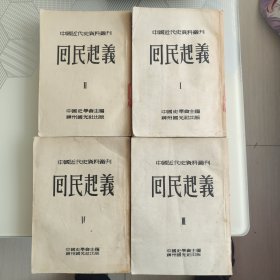 中國近代史資料叢刊
回民起義
II
中國史學會主編
神州國光社出版
中國近代史資料叢刊
回民起義
I
中國史學會主編
神州國光社出版
中國近代史資料叢刊
回民起義
IV
中國史學會主編
神州國光社出版
中國近代史資料叢刊
回民起義
III
中國史學會主編
神州國光社出版